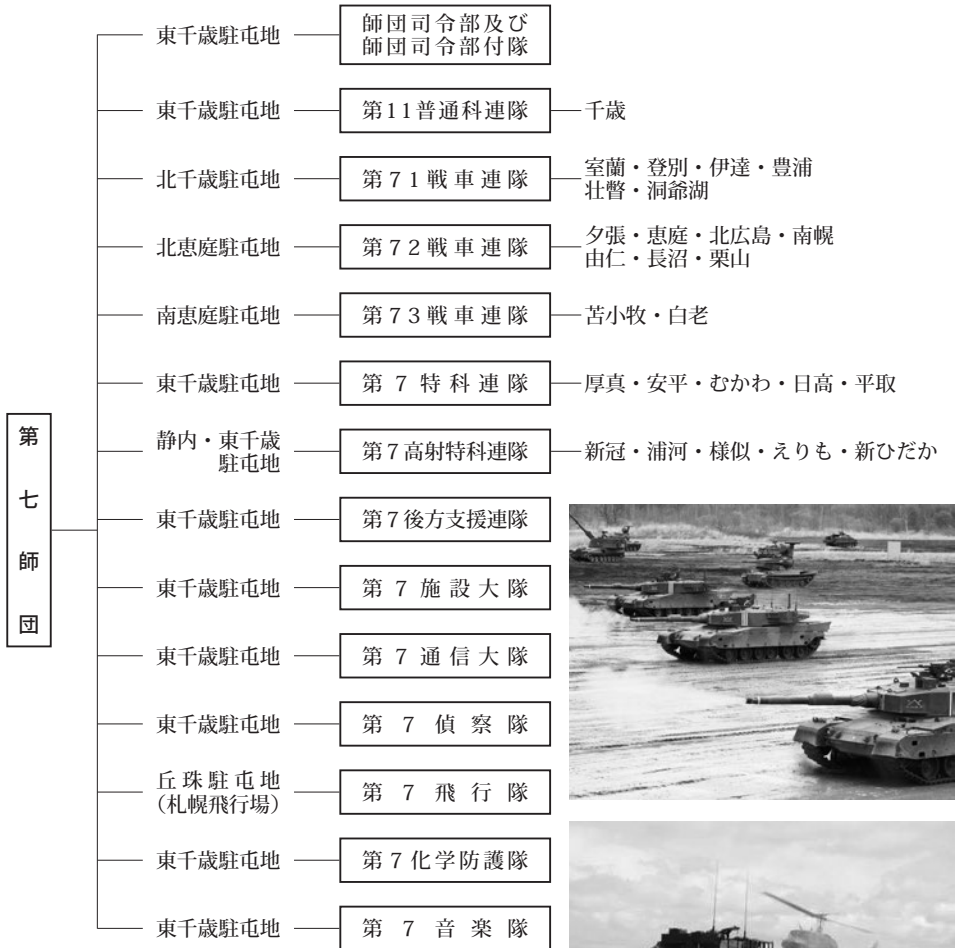 第七師団
東千歳駐屯地
師団司令部及び
師団司令部付隊
東千歳駐屯地
第11普通科連隊
千歳
北千歳駐屯地
第71戦車連隊
室蘭・登別・伊達・豊浦
壮瞥・洞爺湖
北恵庭駐屯地
第72戦車連隊
夕張・恵庭・北広島・南幌
由仁・長沼・栗山
南恵庭駐屯地
第73戦車連隊
苫小牧・白老
東千歳駐屯地
第7特科連隊
厚真・安平・むかわ・日高・平取
静内・東千歳
駐屯地
第7高射特科連隊
新冠・浦河・様似・えりも・新ひだか
東千歳駐屯地
第7後方支援連隊
東千歳駐屯地
第7施設大隊
東千歳駐屯地
第7通信大隊
東千歳駐屯地
第7偵察隊
丘珠駐屯地
（札幌飛行場）
第7飛行隊
東千歳駐屯地
第7化学防護隊
東千歳駐屯地
第7音楽隊